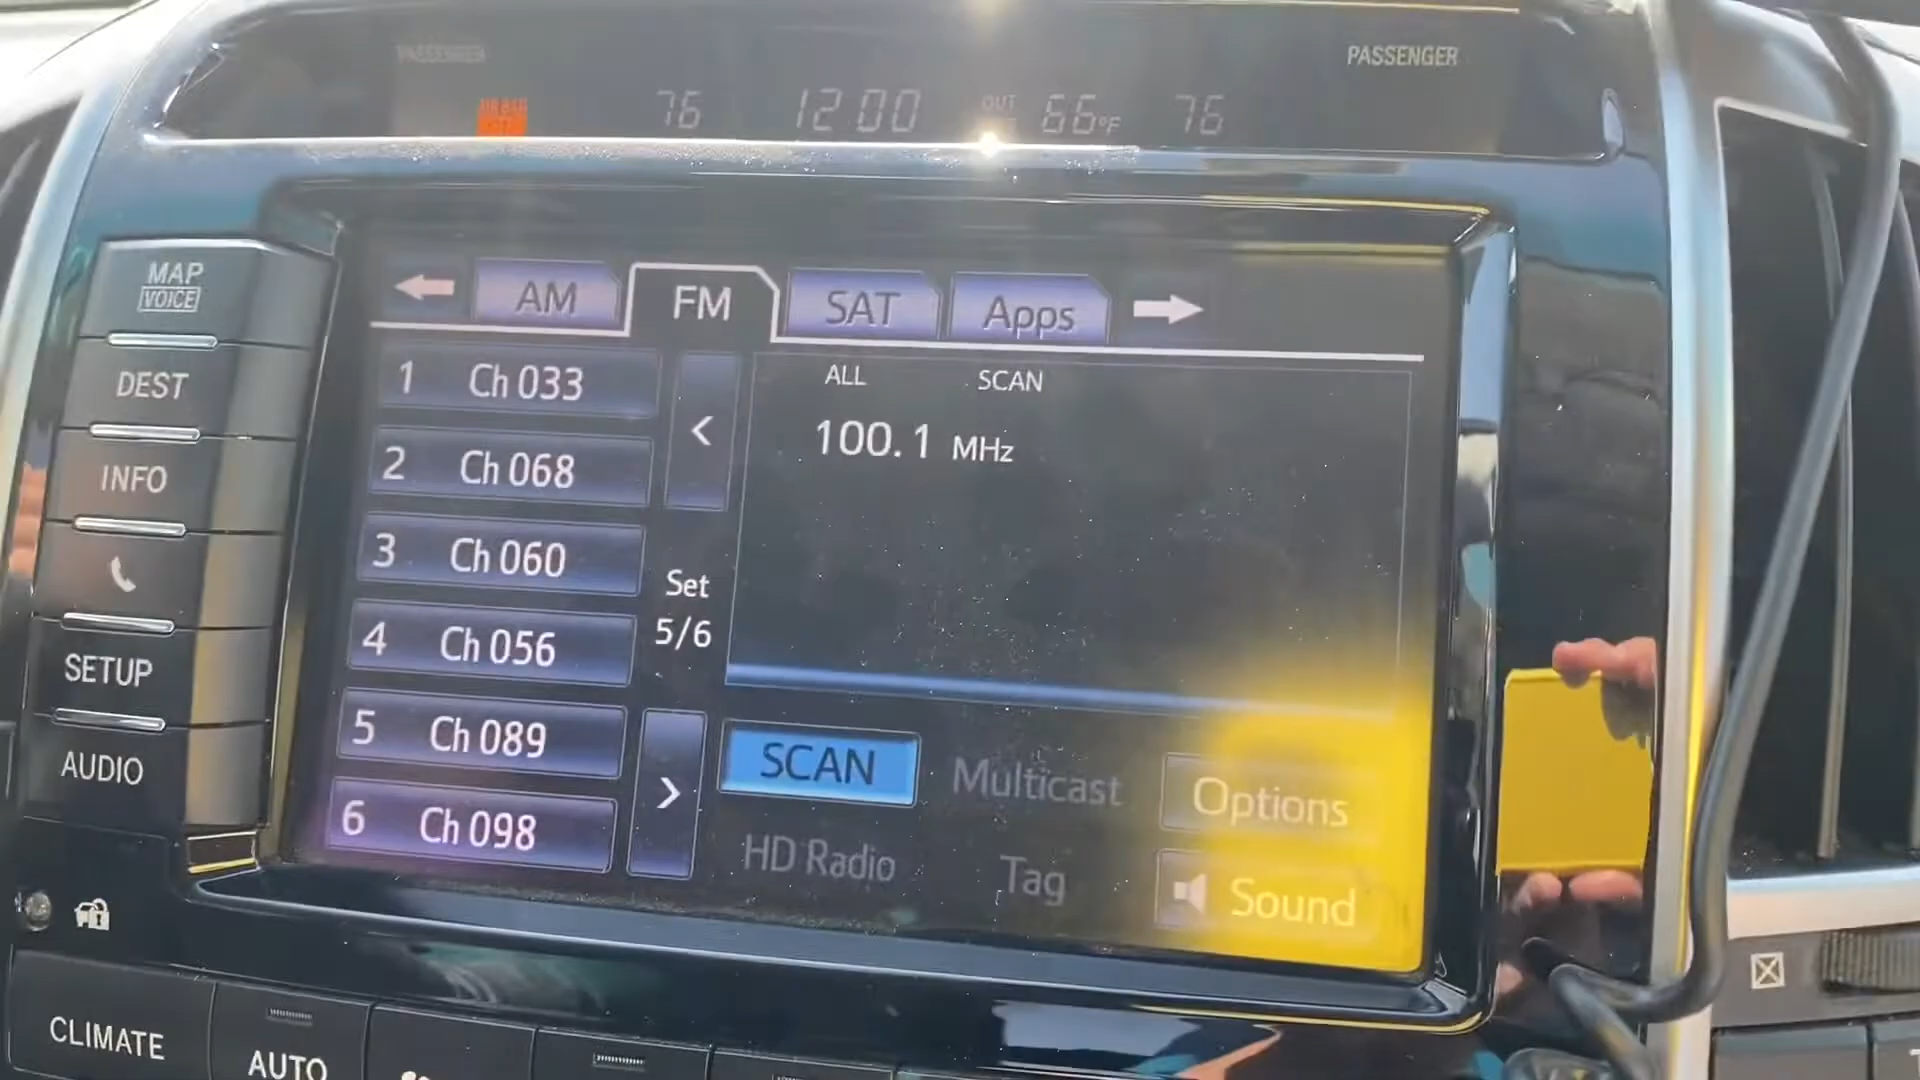 PASSENGER PASSENGER
76 12:00 OUT 66°F 76
MAP
VOICE
DEST
INFO
SETUP
AUDIO
AM FM SAT Apps
1 Ch 033
2 Ch 068
3 Ch 060
4 Ch 056
5 Ch 089
6 Ch 098
<
Set
5/6
>
ALL SCAN
100.1 MHz
SCAN Multicast Options
HD Radio Tag Sound
CLIMATE
AUTO